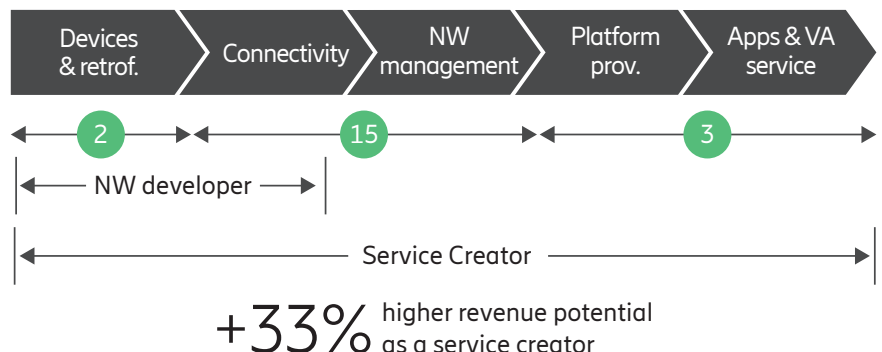 Devices
& retrof.
Connectivity
NW
management
Platform
prov.
Apps & VA
service
2
15
3
NW developer
Service Creator
+33% higher revenue potential
as a service creator